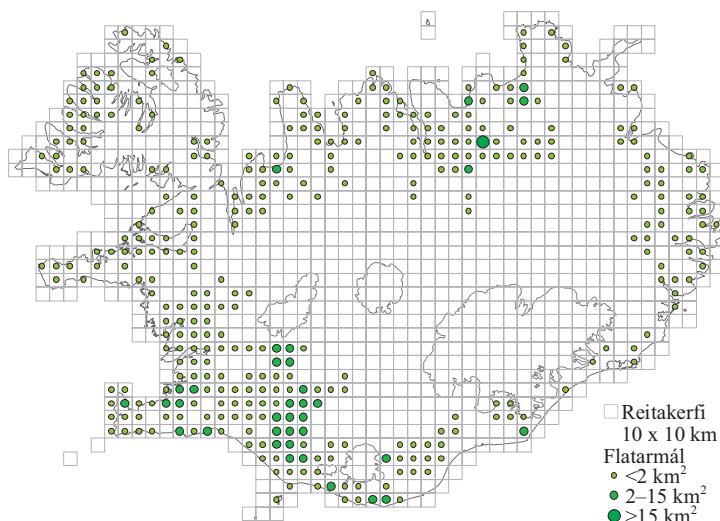 Reitakerfi
10 x 10 km
Flatarmál
<2 km²
2–15 km²
>15 km²